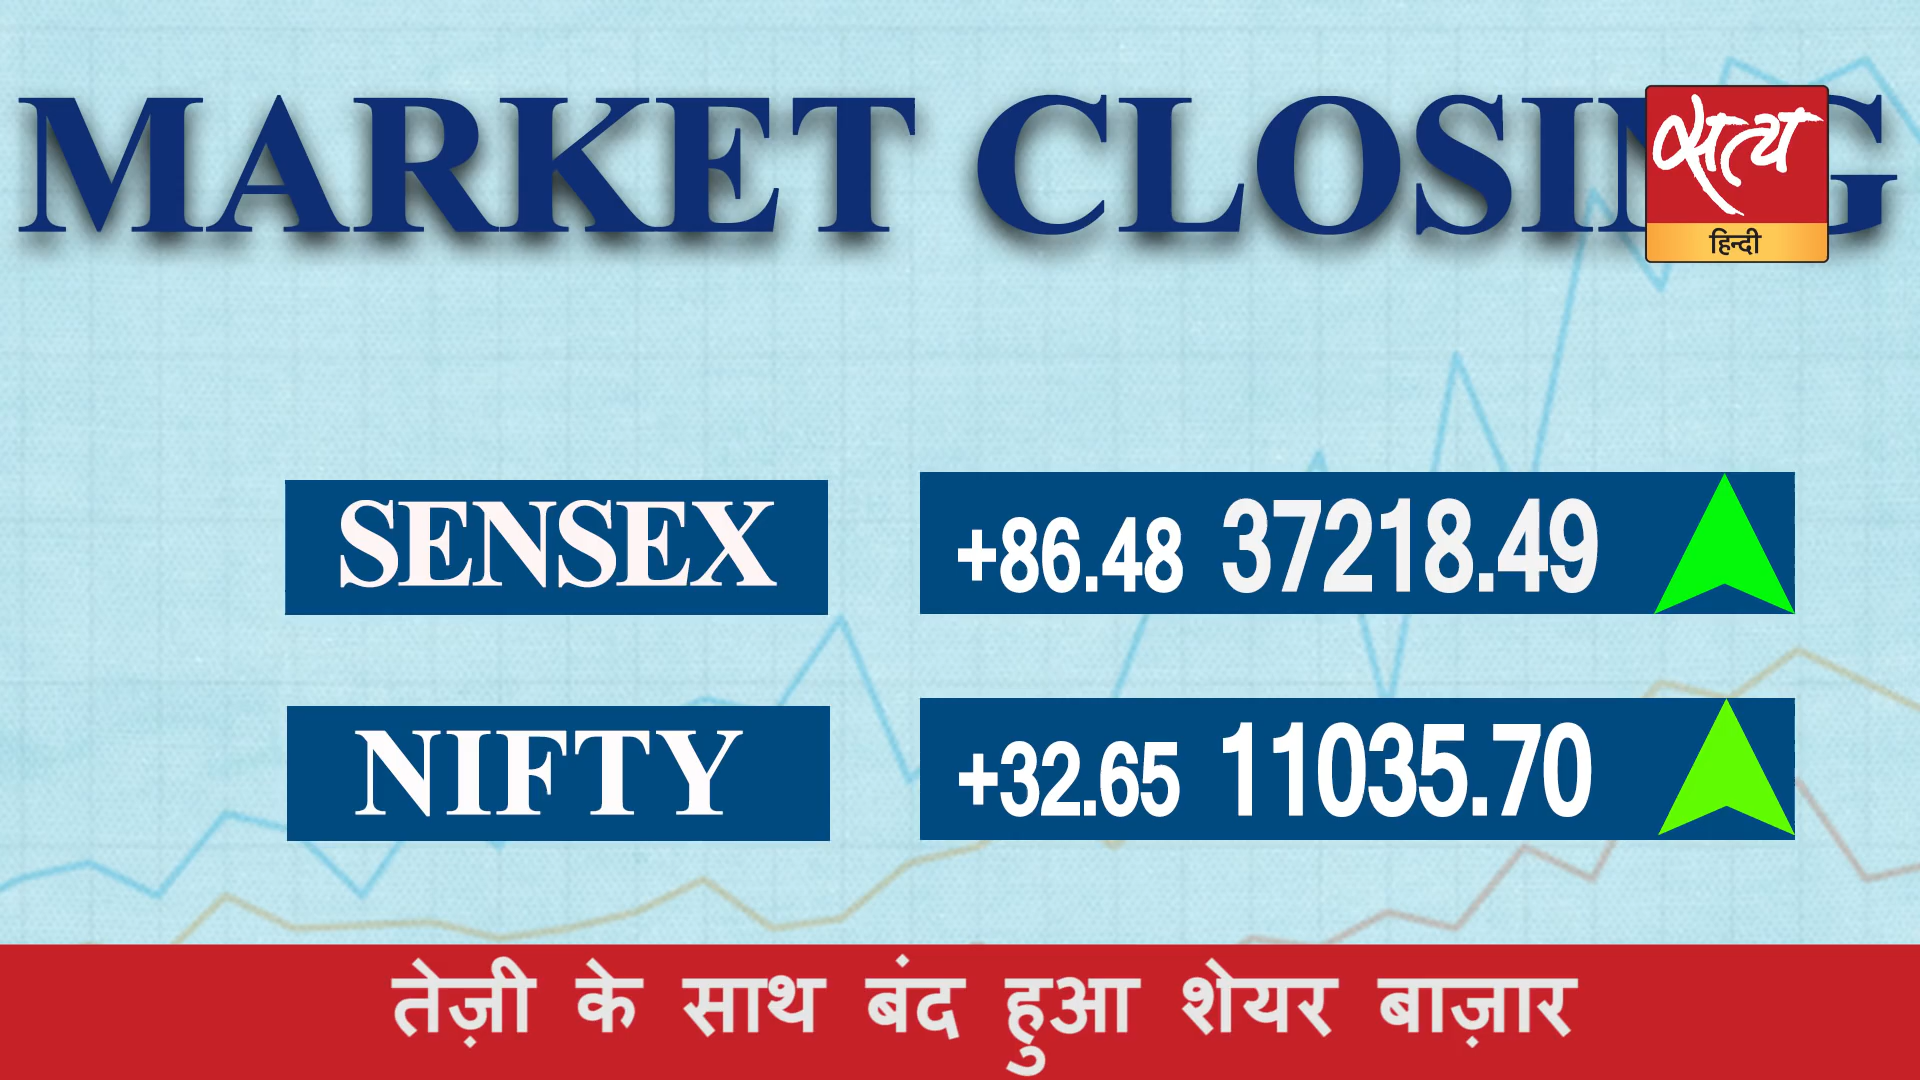 MARKET CLOSING
सत्य
हिन्दी
SENSEX +86.48 37218.49
NIFTY +32.65 11035.70
तेज़ी के साथ बंद हुआ शेयर बाज़ार